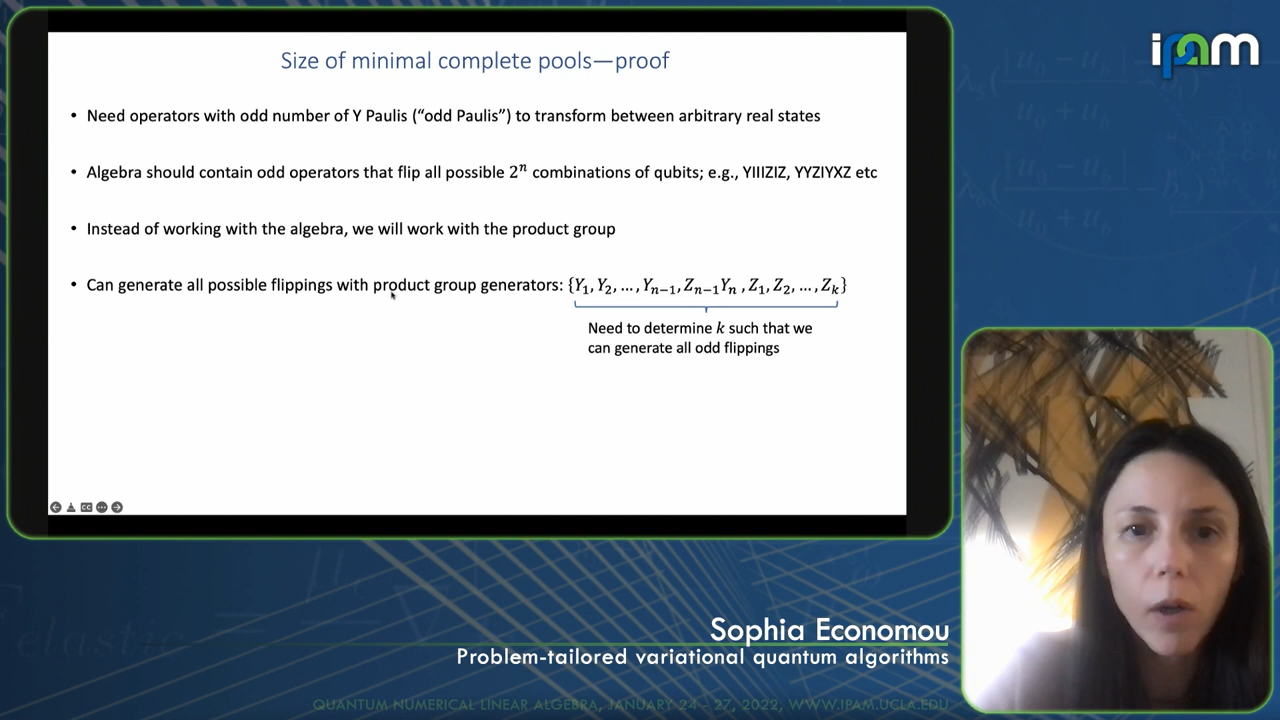 Size of minimal complete pools—proof
• Need operators with odd number of Y Paulis (“odd Paulis”) to transform between arbitrary real states
• Algebra should contain odd operators that flip all possible 2ⁿ combinations of qubits; e.g., YIIIZIZ, YYZIYXZ etc
• Instead of working with the algebra, we will work with the product group
• Can generate all possible flippings with product group generators: {Y₁, Y₂, …, Yₙ₋₁, Zₙ₋₁Yₙ , Z₁, Z₂, …, Zₖ}
Need to determine k such that we
can generate all odd flippings
ipam
CC
elastic
Sophia Economou
Problem-tailored variational quantum algorithms
QUANTUM NUMERICAL LINEAR ALGEBRA, JANUARY 24 - 27, 2022, WWW.IPAM.UCLA.EDU